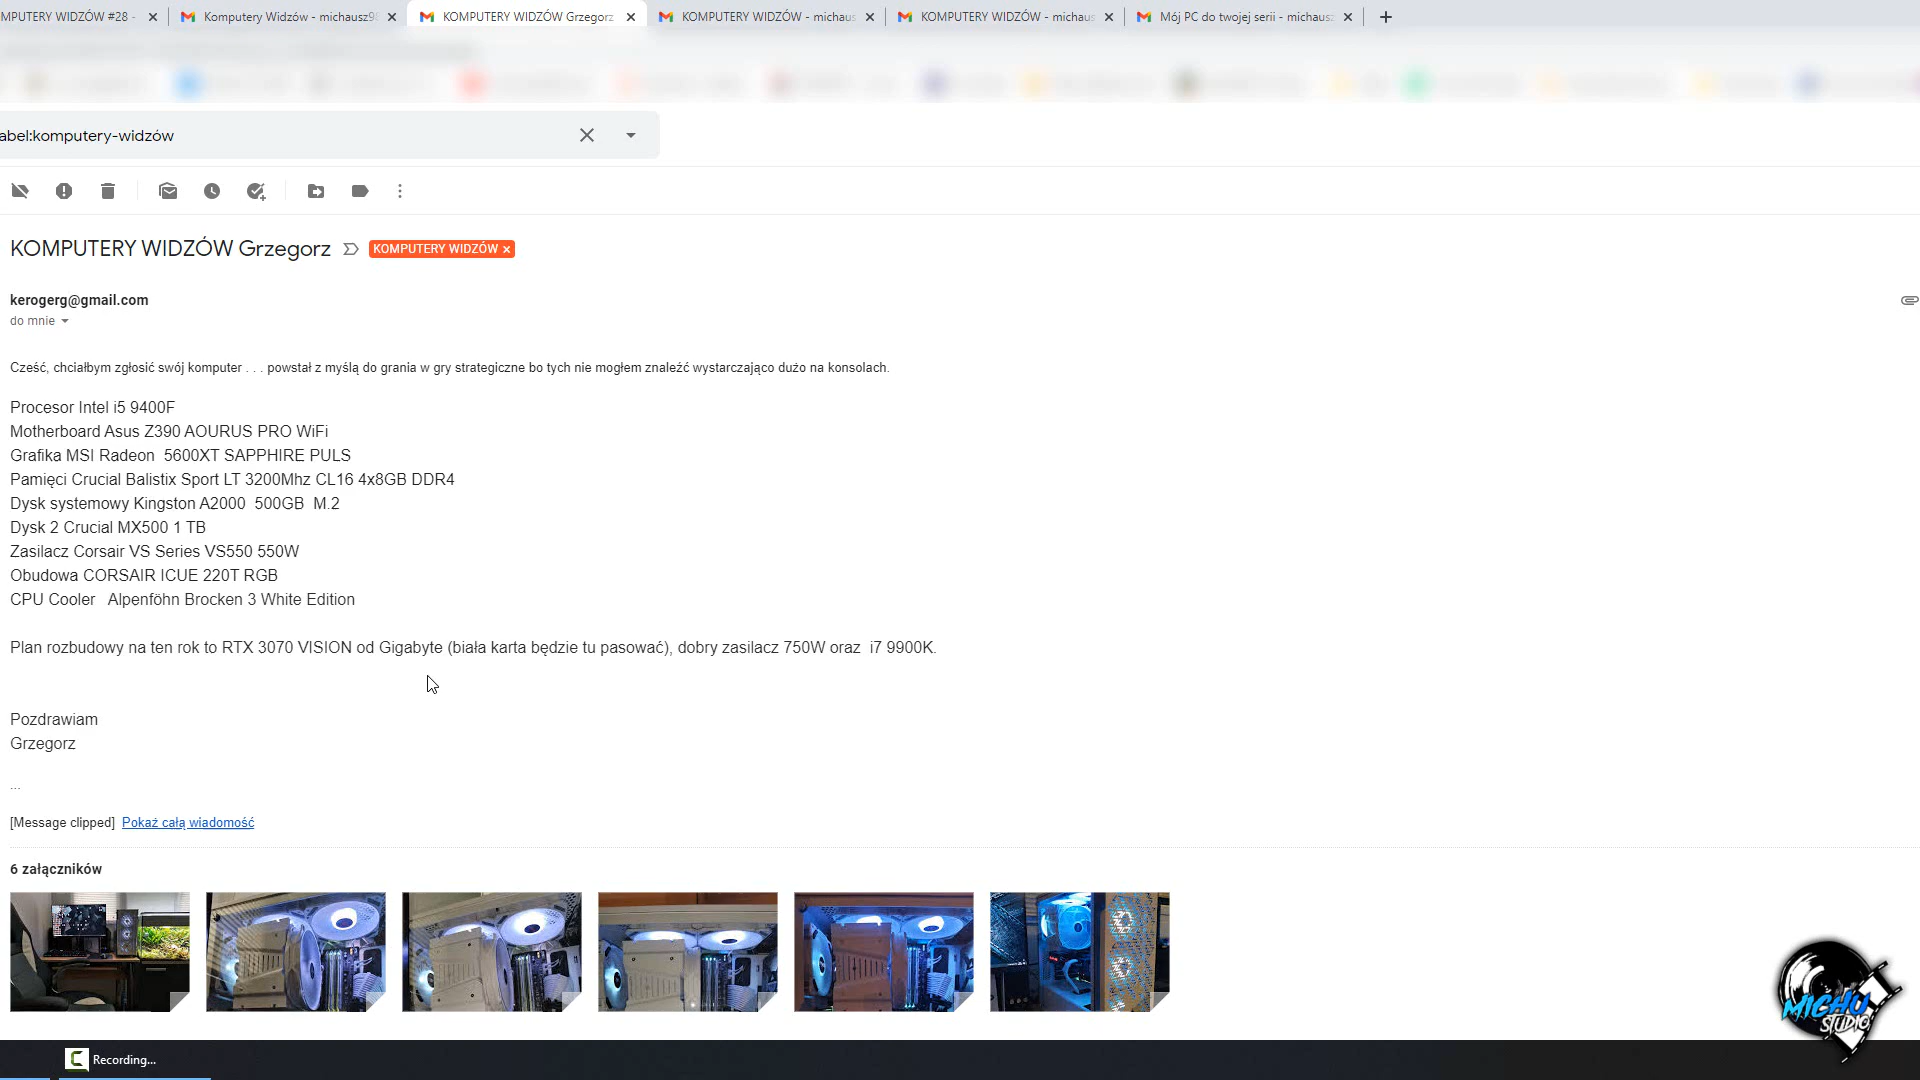 MPUTERY WIDZÓW #28 -
Komputery Widzów - michausz9
KOMPUTERY WIDZÓW Grzegorz
KOMPUTERY WIDZÓW - michaus
KOMPUTERY WIDZÓW - michaus
Mój PC do twojej serii - michausz
abel:komputery-widzów
KOMPUTERY WIDZÓW Grzegorz
KOMPUTERY WIDZÓW ×
kerogerg@gmail.com
do mnie
Cześć, chciałbym zgłosić swój komputer . . . powstał z myślą do grania w gry strategiczne bo tych nie mogłem znaleźć wystarczająco dużo na konsolach.
Procesor Intel i5 9400F
Motherboard Asus Z390 AOURUS PRO WiFi
Grafika MSI Radeon  5600XT SAPPHIRE PULS
Pamięci Crucial Balistix Sport LT 3200Mhz CL16 4x8GB DDR4
Dysk systemowy Kingston A2000  500GB  M.2
Dysk 2 Crucial MX500 1 TB
Zasilacz Corsair VS Series VS550 550W
Obudowa CORSAIR ICUE 220T RGB
CPU Cooler   Alpenföhn Brocken 3 White Edition
Plan rozbudowy na ten rok to RTX 3070 VISION od Gigabyte (biała karta będzie tu pasować), dobry zasilacz 750W oraz  i7 9900K.
Pozdrawiam
Grzegorz
...
[Message clipped]  Pokaż całą wiadomość
6 załączników
MICHU
STUDIO
Recording...